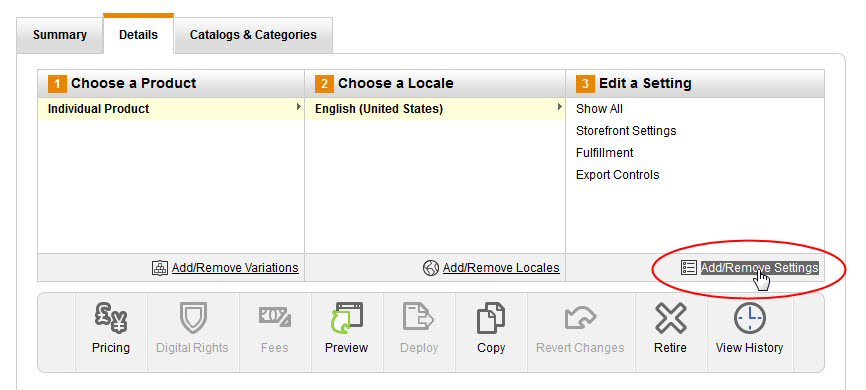 Summary
Details
Catalogs & Categories
1 Choose a Product
Individual Product
2 Choose a Locale
English (United States)
3 Edit a Setting
Show All
Storefront Settings
Fulfillment
Export Controls
Add/Remove Variations
Add/Remove Locales
Add/Remove Settings
Pricing
Digital Rights
Fees
Preview
Deploy
Copy
Revert Changes
Retire
View History